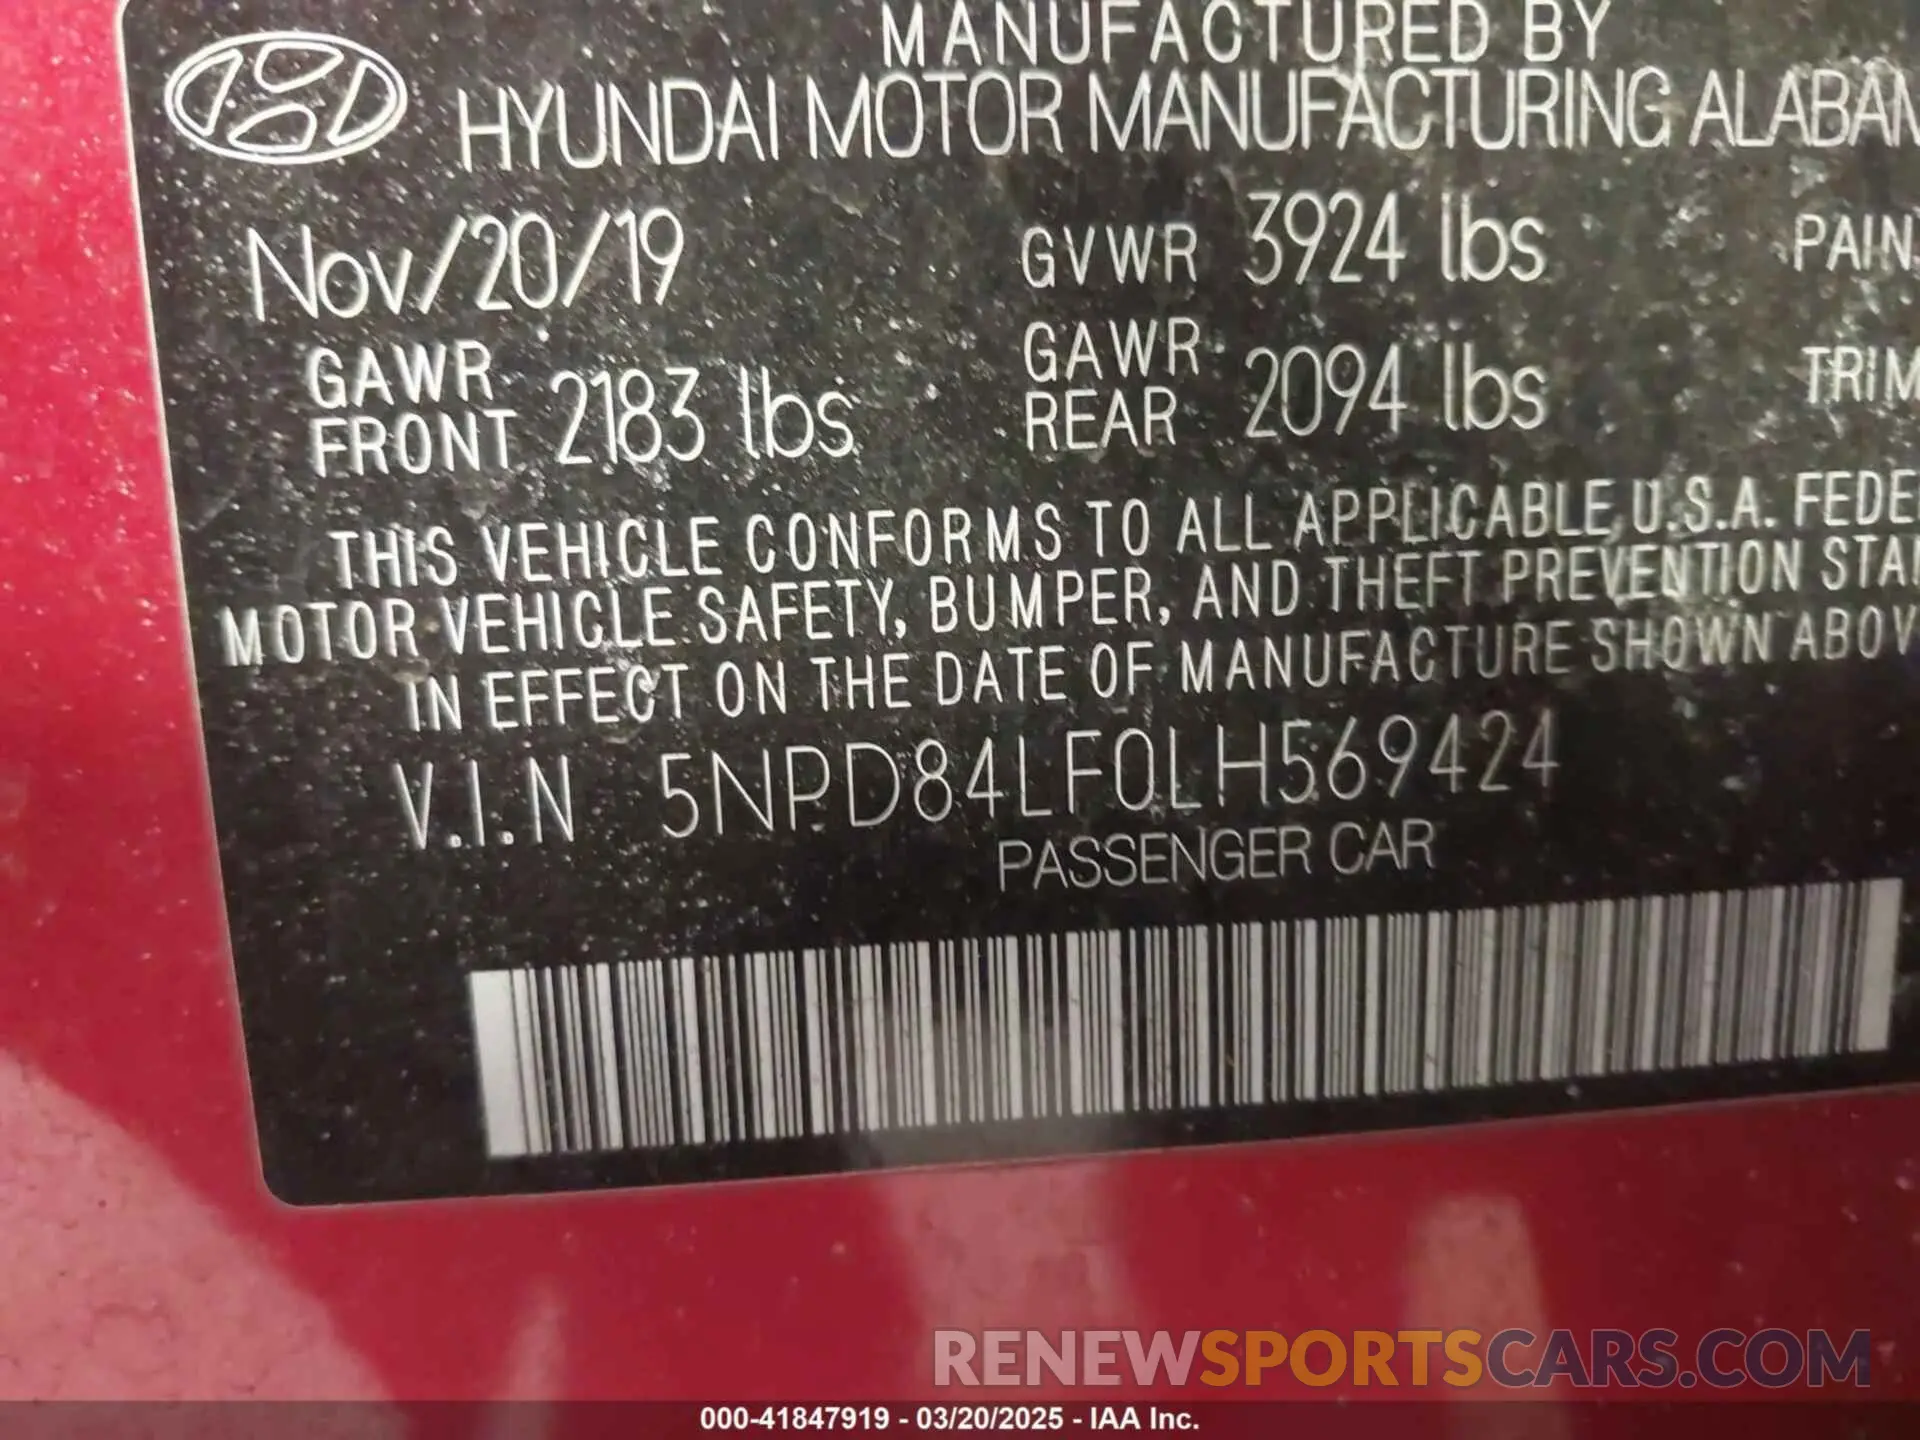 MANUFACTURED BY
HYUNDAI MOTOR MANUFACTURING ALABAM
Nov/20/19 GVWR 3924 lbs PAIN
GAWR FRONT 2183 lbs GAWR REAR 2094 lbs TRIM
THIS VEHICLE CONFORMS TO ALL APPLICABLE U.S.A. FEDE
MOTOR VEHICLE SAFETY, BUMPER, AND THEFT PREVENTION STA
IN EFFECT ON THE DATE OF MANUFACTURE SHOWN ABOV
V.I.N 5NPD84LF0LH569424
PASSENGER CAR
RENEWSPORTSCARS.COM
000-41847919 - 03/20/2025 - IAA Inc.